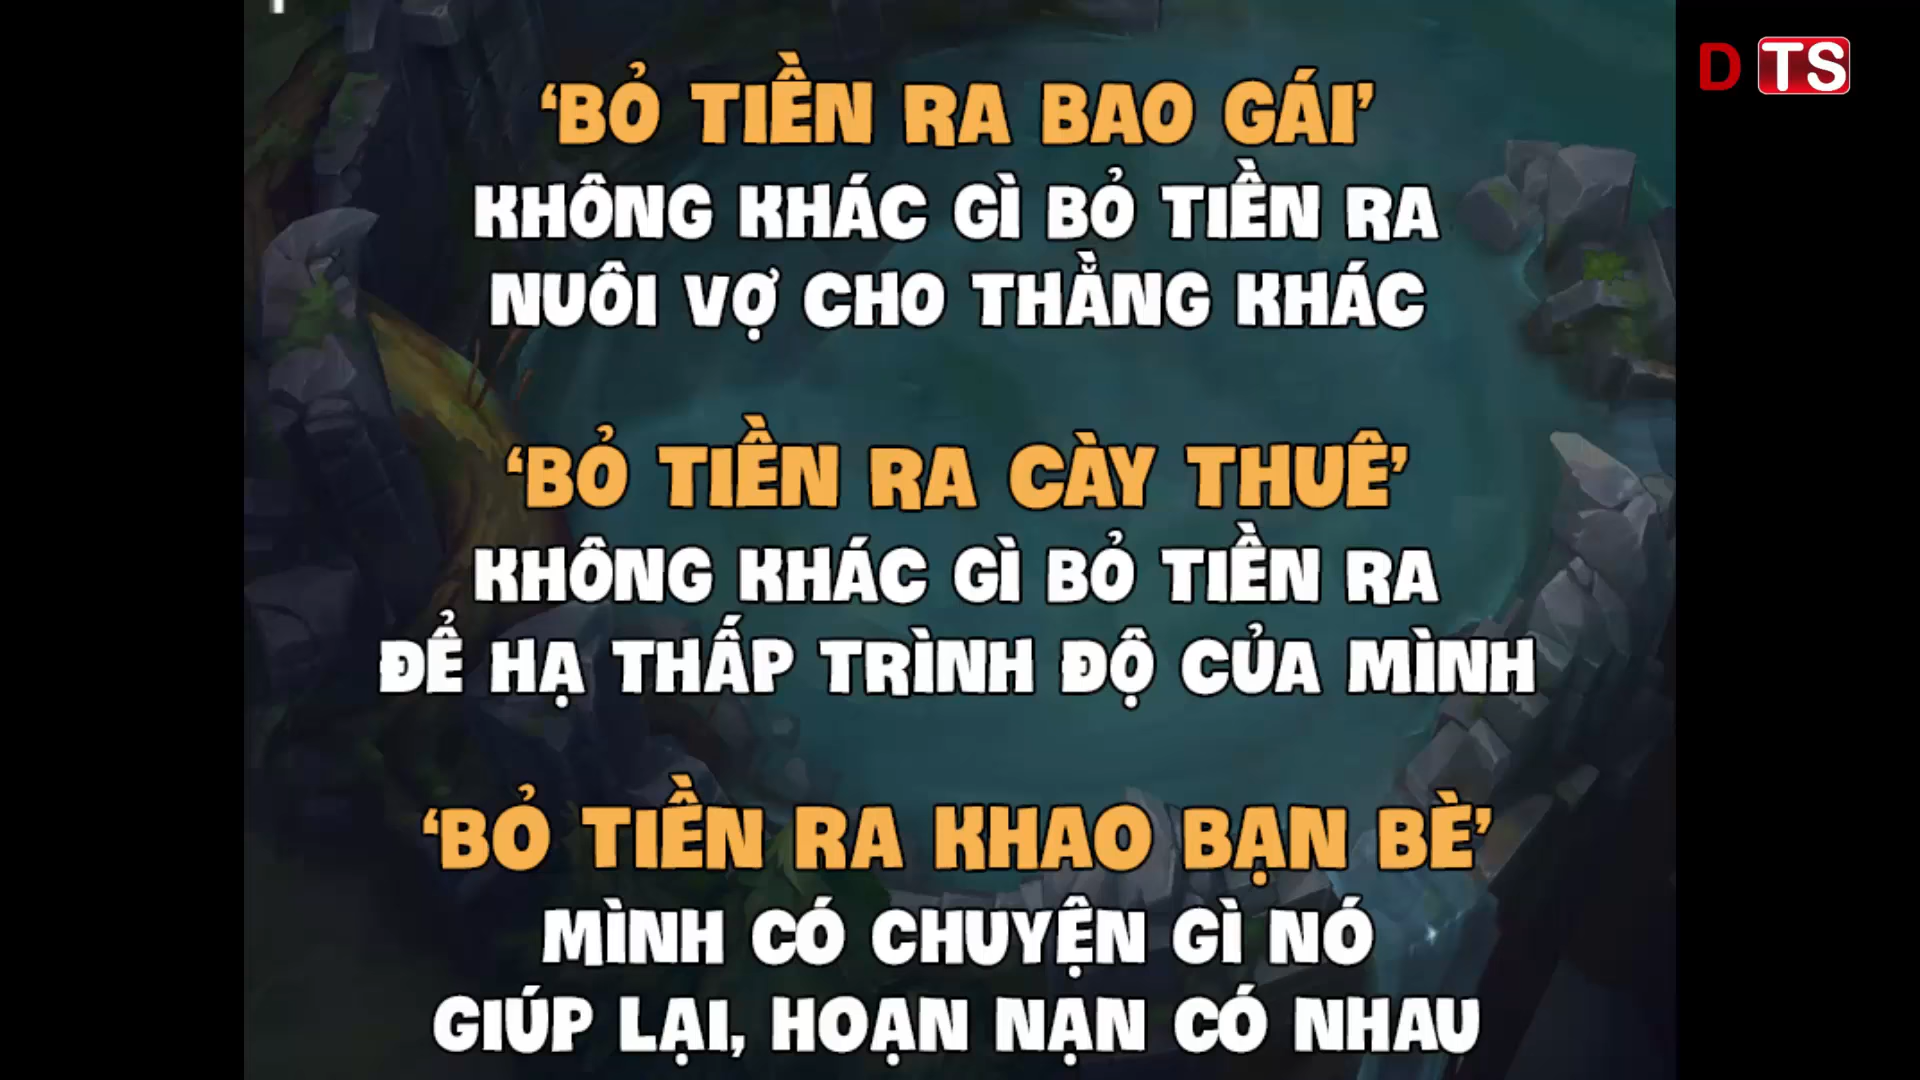 ‘BỎ TIỀN RA BAO GÁI’
KHÔNG KHÁC GÌ BỎ TIỀN RA
NUÔI VỢ CHO THẰNG KHÁC
‘BỎ TIỀN RA CÀY THUÊ’
KHÔNG KHÁC GÌ BỎ TIỀN RA
ĐỂ HẠ THẤP TRÌNH ĐỘ CỦA MÌNH
‘BỎ TIỀN RA KHAO BẠN BÈ’
MÌNH CÓ CHUYỆN GÌ NÓ
GIÚP LẠI, HOẠN NẠN CÓ NHAU
D TS